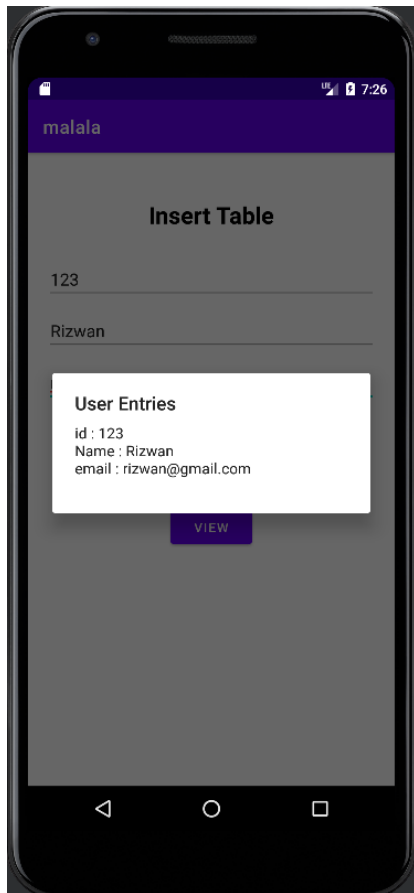 7:26
malala
Insert Table
123
Rizwan
User Entries
id : 123
Name : Rizwan
email : rizwan@gmail.com
VIEW